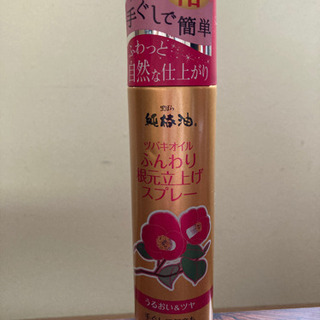 手ぐしで簡単
ふわっと
自然な仕上がり
純椿油
ツバキオイル
ふんわり
根元立上げ
スプレー
うるおい&ツヤ